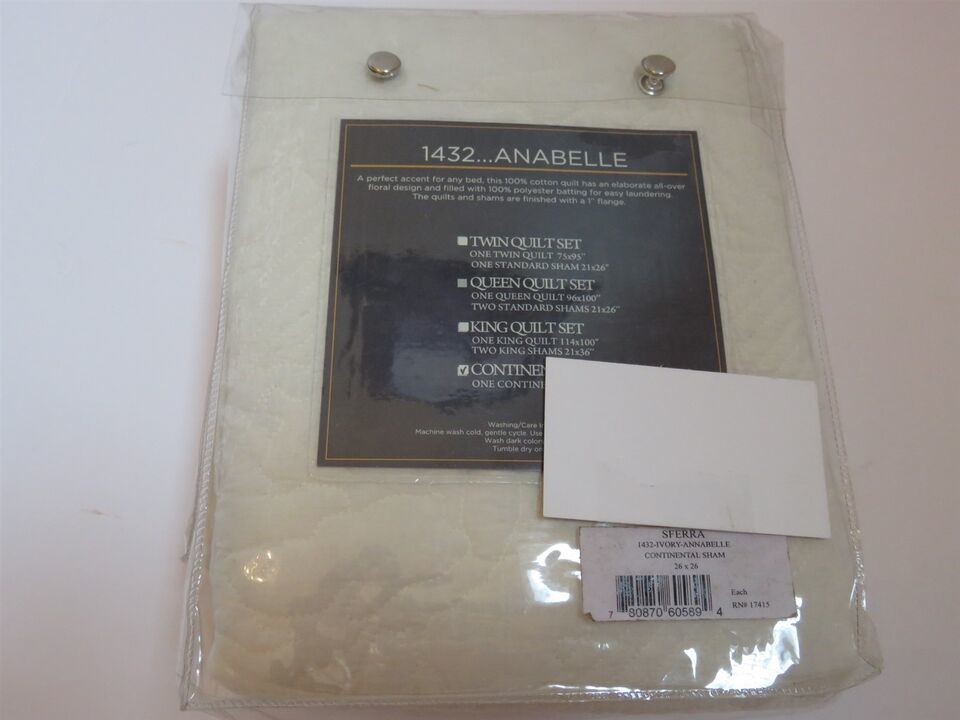 1432...ANABELLE
A perfect accent for any bed, this 100% cotton quilt has an elaborate all-over
floral design and filled with 100% polyester batting for easy laundering.
The quilts and shams are finished with a 1" flange.
TWIN QUILT SET
ONE TWIN QUILT 75x95"
ONE STANDARD SHAM 21x26"
QUEEN QUILT SET
ONE QUEEN QUILT 96x100"
TWO STANDARD SHAMS 21x26"
KING QUILT SET
ONE KING QUILT 114x100"
TWO KING SHAMS 21x36"
CONTINEN
ONE CONTIN
Washing/Care I
Machine wash cold, gentle cycle. Use
Wash dark color
Tumble dry o
SFERRA
1432-IVORY-ANNABELLE
CONTINENTAL SHAM
26 x 26
Each
RN# 17415
7 30870 60589 4